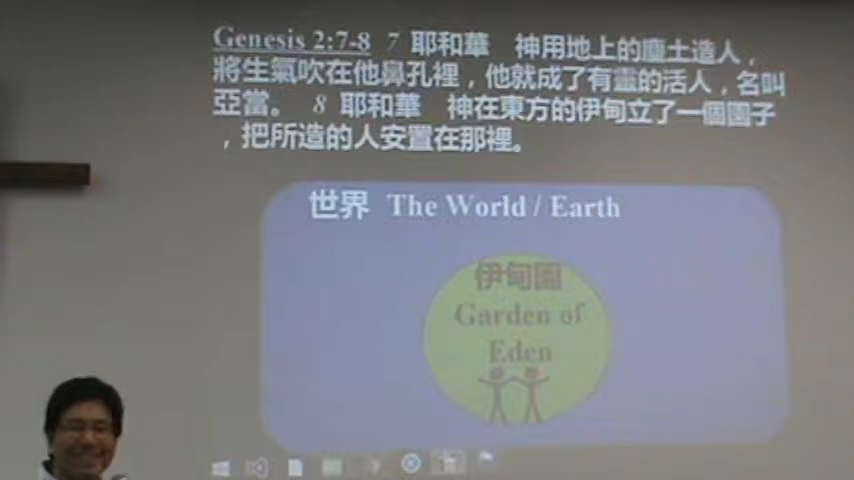 Genesis 2:7-8 7 耶和華 神用地上的塵土造人，
將生氣吹在他鼻孔裡，他就成了有靈的活人，名叫
亞當。 8 耶和華 神在東方的伊甸立了一個園子
，把所造的人安置在那裡。
世界 The World / Earth
伊甸園
Garden of
Eden